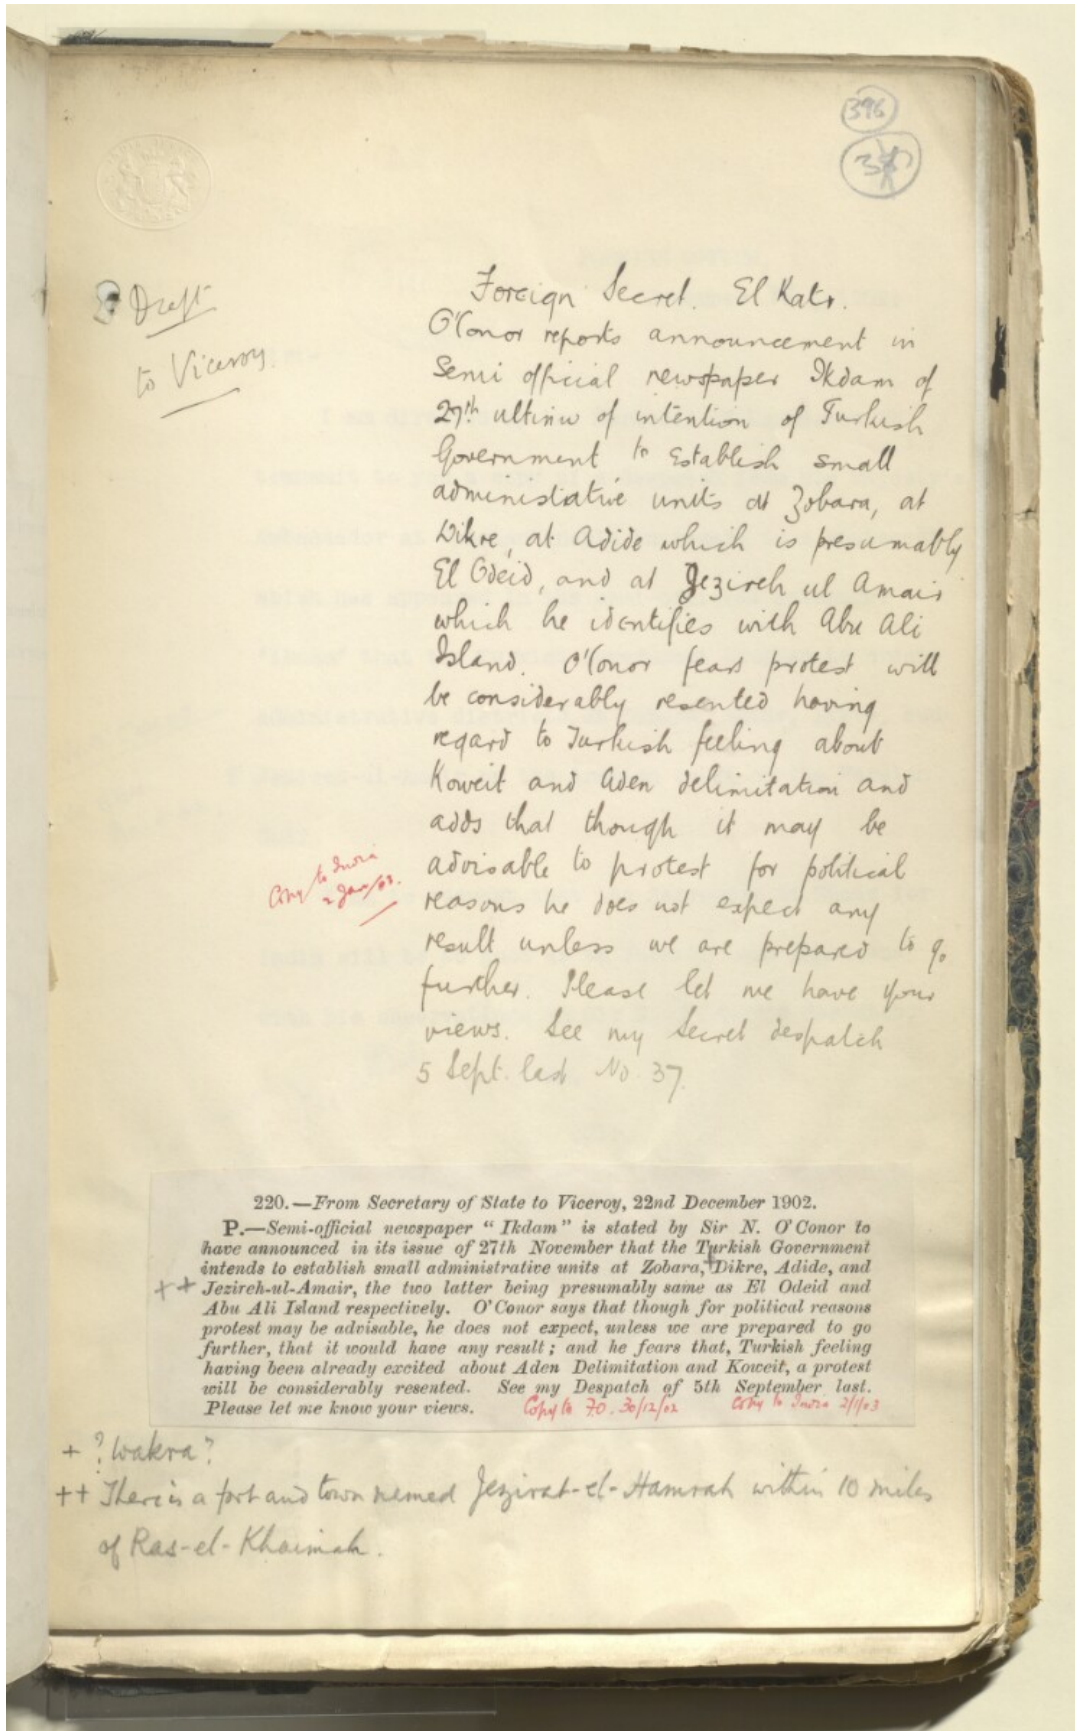 396
Draft
to Viceroy.
Foreign Secret. El Katr.
O'Conor reports announcement in
Semi official newspaper Ikdam of
27th ultimo of intention of Turkish
Government to establish small
administrative units at Zobara, at
Dikre, at Adide which is presumably
El Odeid, and at Jezireh ul Amair
which he identifies with Abu Ali
Island. O'Conor fears protest will
be considerably resented having
regard to Turkish feeling about
Koweit and Aden delimitation and
adds that though it may be
advisable to protest for political
reasons he does not expect any
result unless we are prepared to go
further. Please let me have your
views. See my Secret despatch
5 Sept. last No. 37.
Copy to India
2 Jan/03.
220.—From Secretary of State to Viceroy, 22nd December 1902.
P.—Semi-official newspaper "Ikdam" is stated by Sir N. O'Conor to
have announced in its issue of 27th November that the Turkish Government
intends to establish small administrative units at Zobara, + Dikre, Adide, and
++ Jezireh-ul-Amair, the two latter being presumably same as El Odeid and
Abu Ali Island respectively. O'Conor says that though for political reasons
protest may be advisable, he does not expect, unless we are prepared to go
further, that it would have any result; and he fears that, Turkish feeling
having been already excited about Aden Delimitation and Koweit, a protest
will be considerably resented. See my Despatch of 5th September last.
Please let me know your views. Copy to F.O. 30/12/02 Copy to India 2/1/03
+ ? Wakra?
++ There is a fort and town named Jezirat-el-Hamrah within 10 miles
of Ras-el-Khaimah.